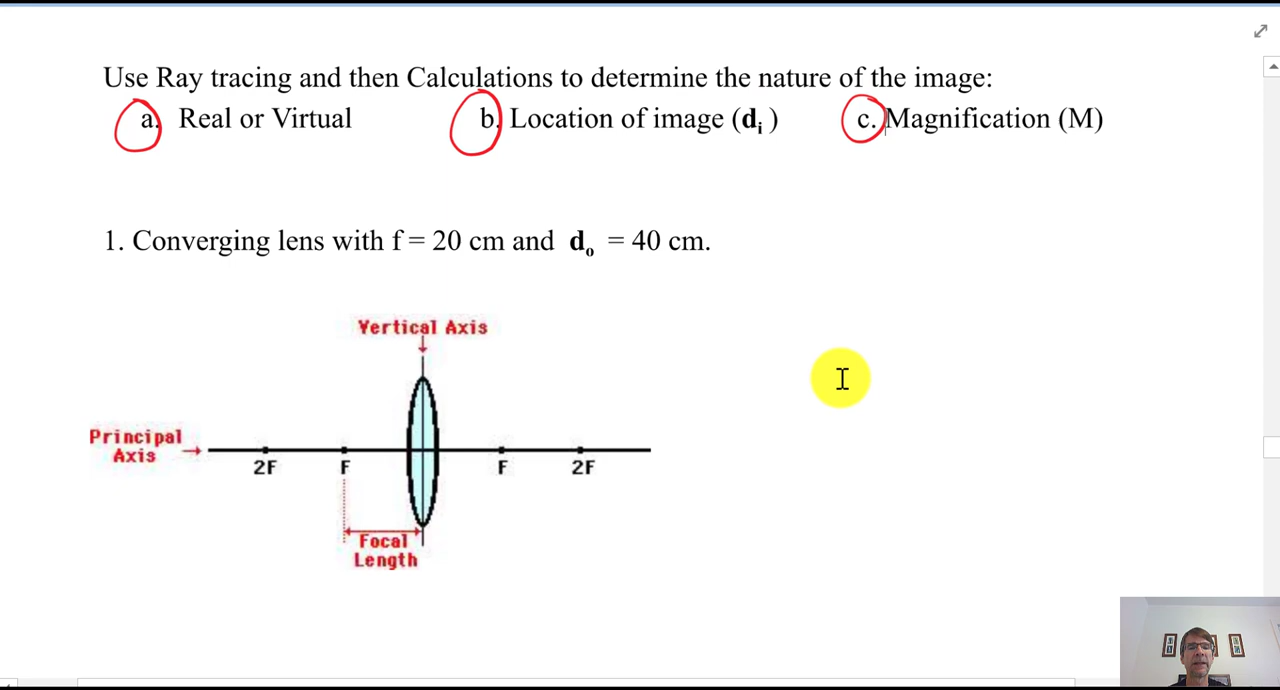 Use Ray tracing and then Calculations to determine the nature of the image:
a. Real or Virtual b. Location of image (di ) c. Magnification (M)
1. Converging lens with f = 20 cm and do = 40 cm.
Vertical Axis
Principal
Axis
2F F F 2F
Focal
Length